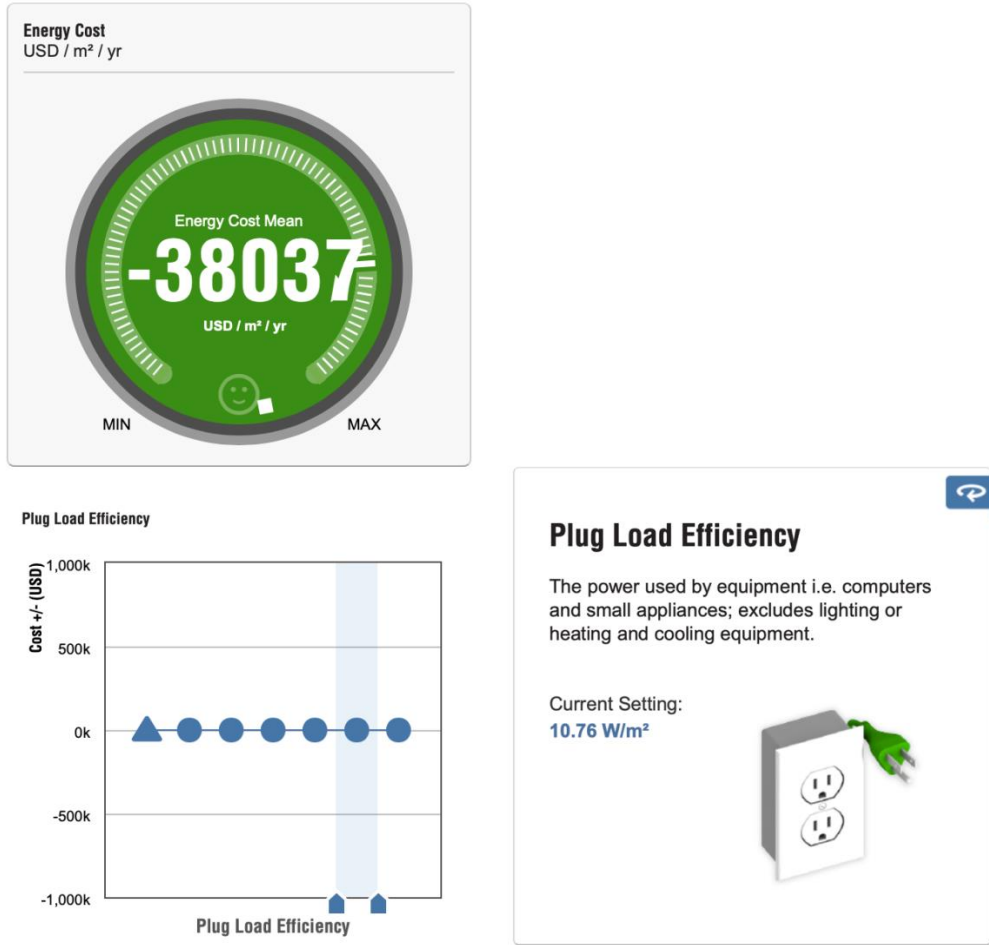 Energy Cost
USD / m² / yr
Energy Cost Mean
-38037
USD / m² / yr
MIN
MAX
Plug Load Efficiency
Cost +/- (USD)
1,000k
500k
0k
-500k
-1,000k
Plug Load Efficiency
Plug Load Efficiency
The power used by equipment i.e. computers
and small appliances; excludes lighting or
heating and cooling equipment.
Current Setting:
10.76 W/m²